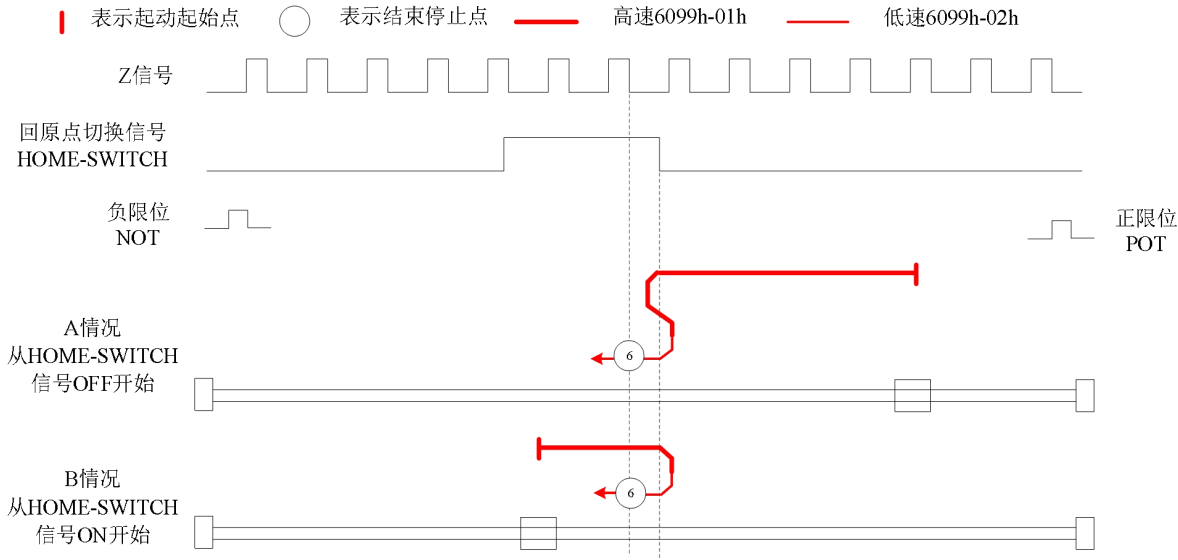 表示起动起始点
表示结束停止点
高速6099h-01h
低速6099h-02h
Z信号
回原点切换信号
HOME-SWITCH
负限位
NOT
正限位
POT
A情况
从HOME-SWITCH
信号OFF开始
6
B情况
从HOME-SWITCH
信号ON开始
6